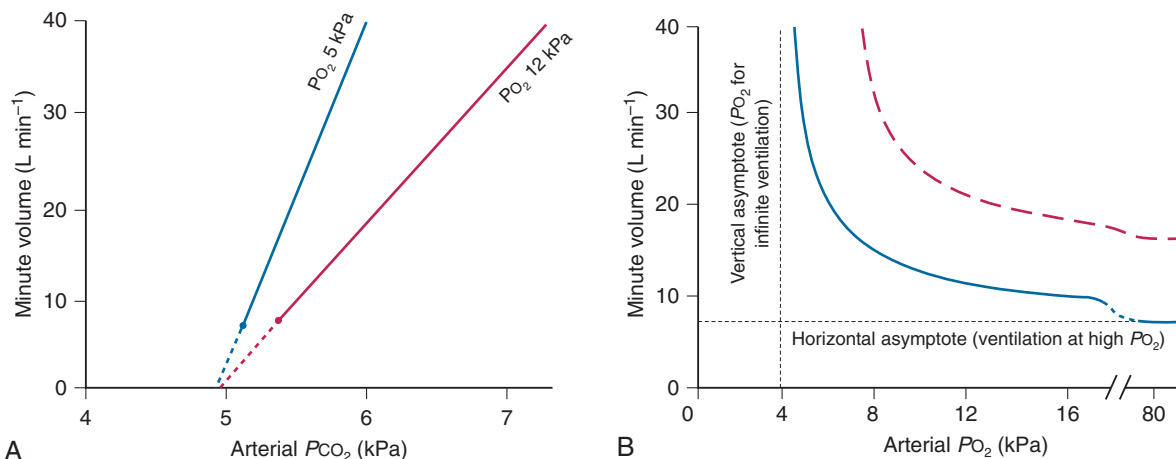 40
30
20
10
0
Minute volume (L min⁻¹)
PO₂ 5 kPa
PO₂ 12 kPa
4
5
6
7
Arterial PCO₂ (kPa)
A
40
30
20
10
0
Minute volume (L min⁻¹)
Vertical asymptote (PO₂ for
infinite ventilation)
Horizontal asymptote (ventilation at high PO₂)
0
4
8
12
16
80
Arterial PO₂ (kPa)
B